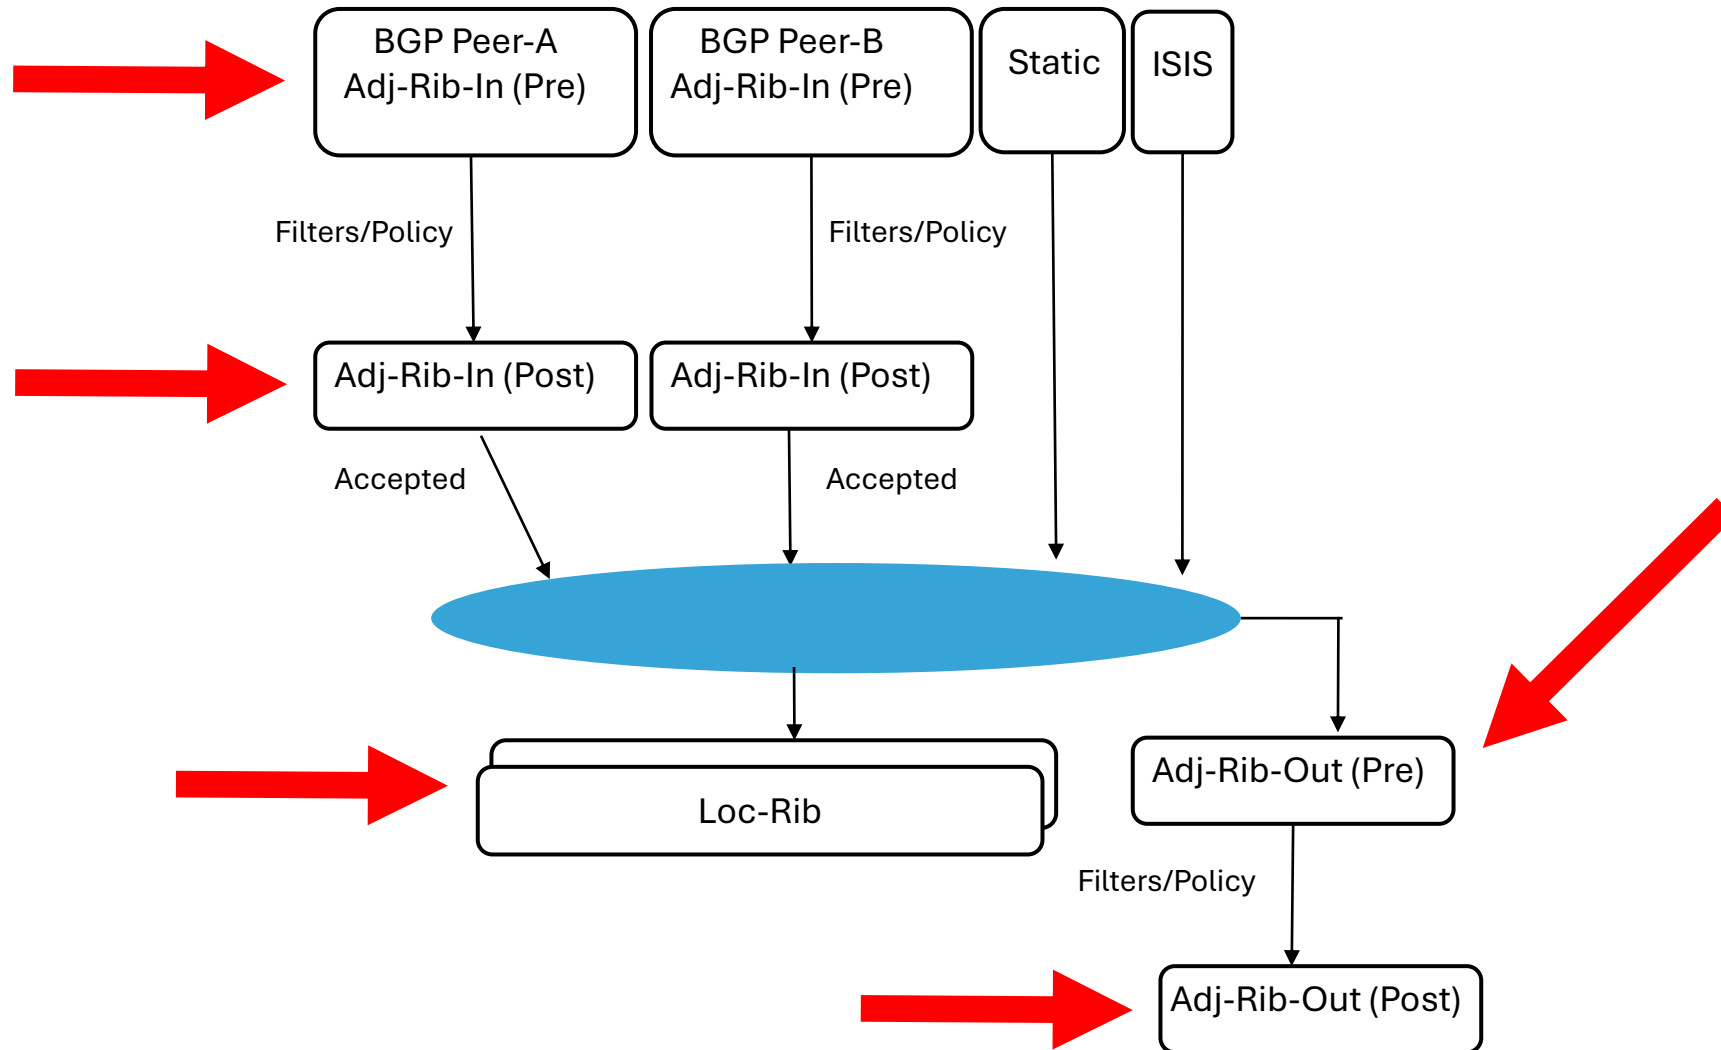 BGP Peer-A
Adj-Rib-In (Pre)
BGP Peer-B
Adj-Rib-In (Pre)
Static
ISIS
Filters/Policy
Filters/Policy
Adj-Rib-In (Post)
Adj-Rib-In (Post)
Accepted
Accepted
Loc-Rib
Adj-Rib-Out (Pre)
Filters/Policy
Adj-Rib-Out (Post)